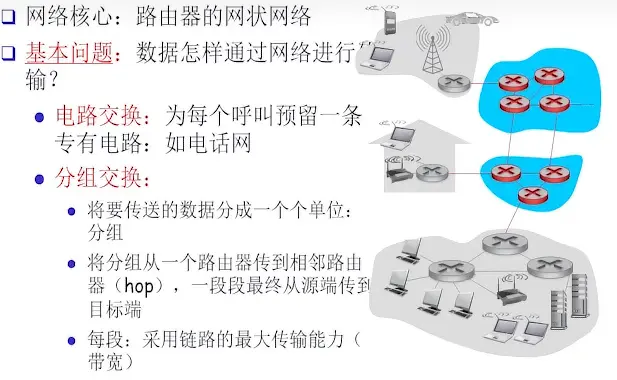 网络核心：路由器的网状网络
基本问题：数据怎样通过网络进行
输？
电路交换：为每个呼叫预留一条
专有电路：如电话网
分组交换：
将要传送的数据分成一个个单位：
分组
将分组从一个路由器传到相邻路由
器（hop），一段段最终从源端传到
目标端
每段：采用链路的最大传输能力（
带宽）